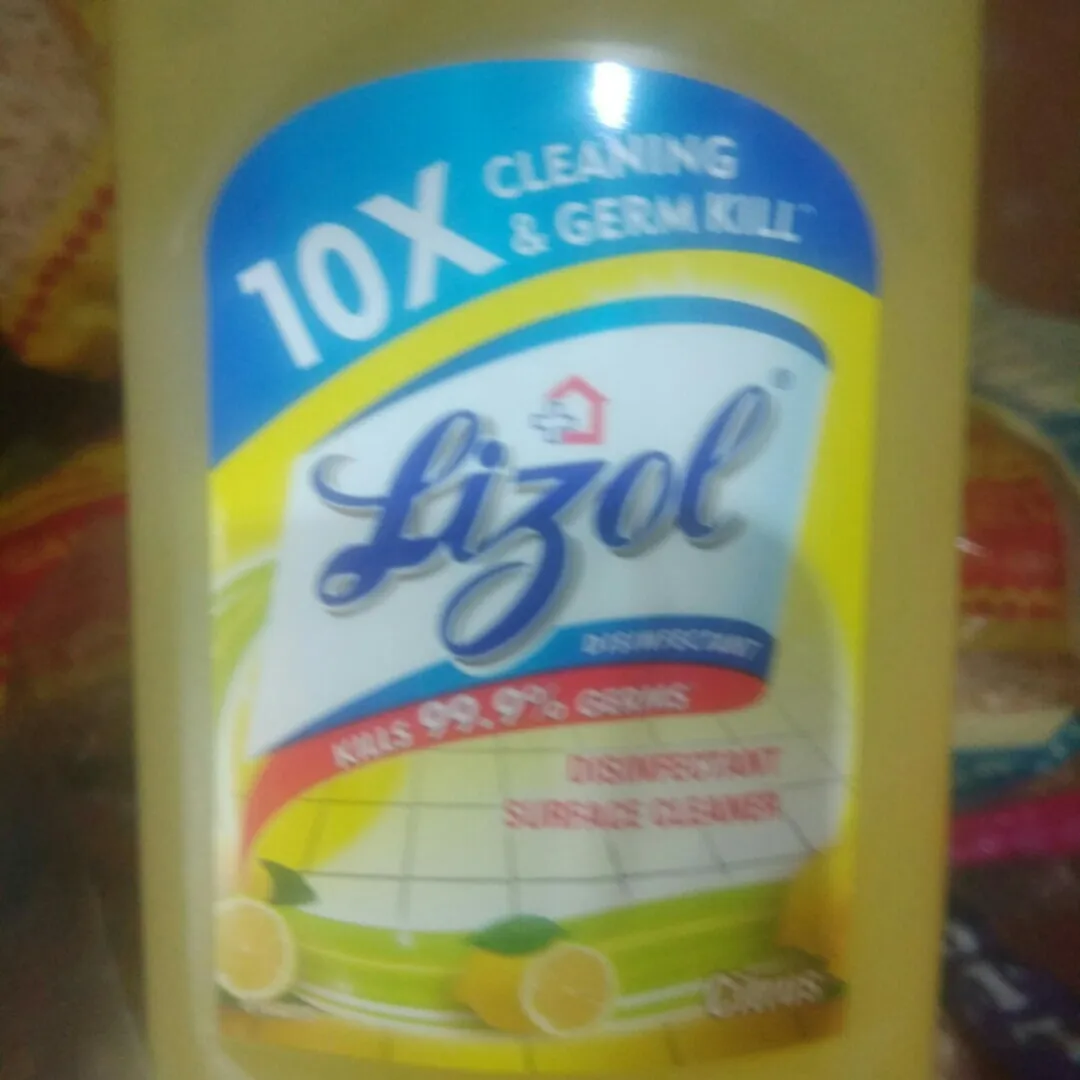 10X CLEANING
& GERM KILL™
Lizol®
DISINFECTANT
KILLS 99.9% GERMS
DISINFECTANT
SURFACE CLEANER
Citrus